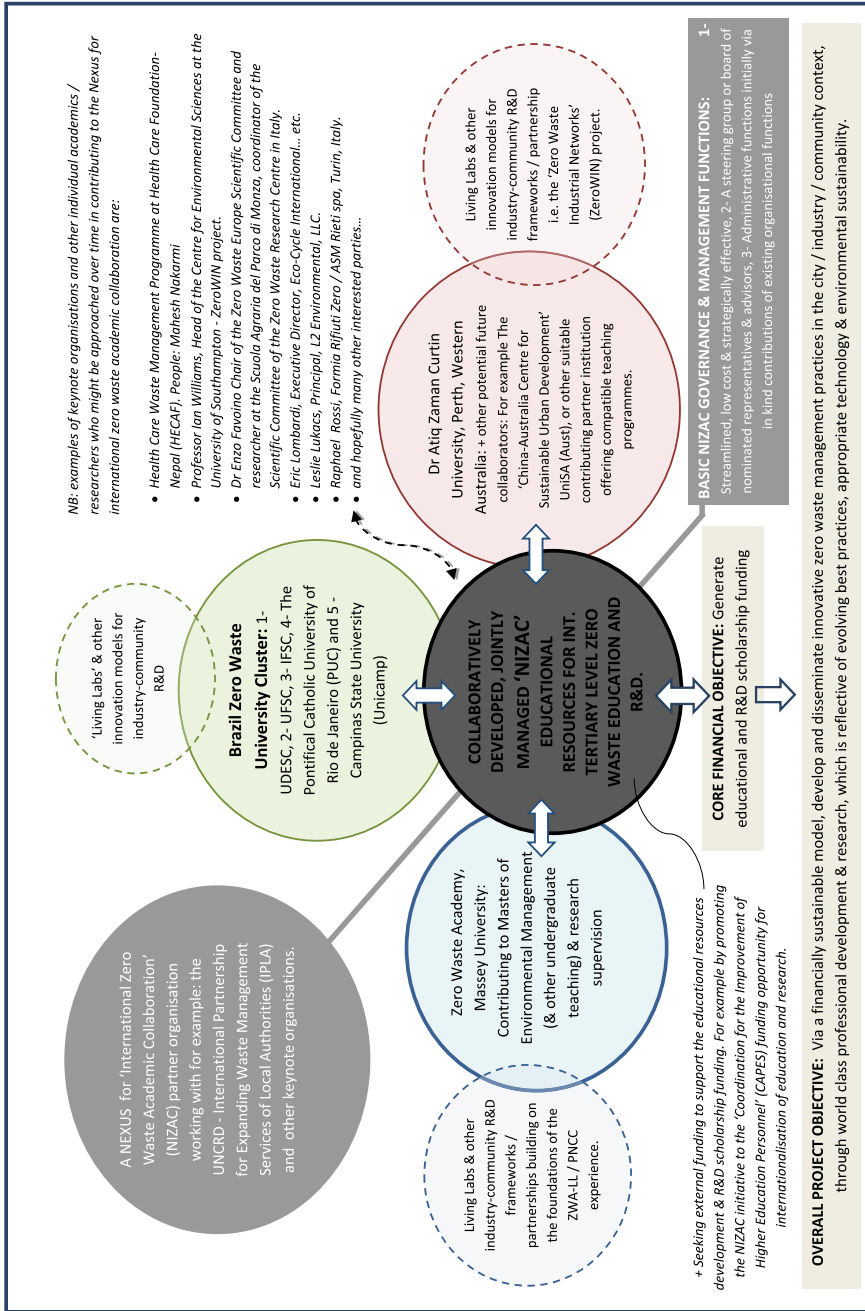 A NEXUS for ‘International Zero
Waste Academic Collaboration’
(NIZAC) partner organisation
working with for example: the
UNCRD - International Partnership
for Expanding Waste Management
Services of Local Authorities (IPLA)
and other keynote organisations.
‘Living Labs’ & other
innovation models for
industry-community
R&D
Brazil Zero Waste
University Cluster: 1-
UDESC, 2- UFSC, 3- IFSC, 4- The
Pontifical Catholic University of
Rio de Janeiro (PUC) and 5 -
Campinas State University
(Unicamp)
NB: examples of keynote organisations and other individual academics /
researchers who might be approached over time in contributing to the Nexus for
international zero waste academic collaboration are:
• Health Care Waste Management Programme at Health Care Foundation-
Nepal (HECAF), People: Mahesh Nakarmi
• Professor Ian Williams, Head of the Centre for Environmental Sciences at the
University of Southampton - ZeroWIN project.
• Dr Enzo Favoino Chair of the Zero Waste Europe Scientific Committee and
researcher at the Scuola Agraria del Parco di Monza, coordinator of the
Scientific Committee of the Zero Waste Research Centre in Italy.
• Eric Lombardi, Executive Director, Eco-Cycle International... etc.
• Leslie Lukacs, Principal, L2 Environmental, LLC.
• Raphael Rossi, Formia Rifiuti Zero / ASM Rieti spa, Turin, Italy.
• and hopefully many other interested parties...
Living Labs & other
industry-community R&D
frameworks /
partnerships building on
the foundations of the
ZWA-LL / PNCC
experience.
Zero Waste Academy,
Massey University:
Contributing to Masters of
Environmental Management
(& other undergraduate
teaching) & research
supervision
COLLABORATIVELY
DEVELOPED, JOINTLY
MANAGED ‘NIZAC’
EDUCATIONAL
RESOURCES FOR INT.
TERTIARY LEVEL ZERO
WASTE EDUCATION AND
R&D.
Dr Atiq Zaman Curtin
University, Perth, Western
Australia: + other potential future
collaborators: For example The
‘China-Australia Centre for
Sustainable Urban Development’
UniSA (Aust), or other suitable
contributing partner institution
offering compatible teaching
programmes.
Living Labs & other
innovation models for
industry-community R&D
frameworks / partnership
i.e. the ‘Zero Waste
Industrial Networks’
(ZeroWIN) project.
+ Seeking external funding to support the educational resources
development & R&D scholarship funding. For example by promoting
the NIZAC initiative to the ‘Coordination for the Improvement of
Higher Education Personnel’ (CAPES) funding opportunity for
internationalisation of education and research.
CORE FINANCIAL OBJECTIVE: Generate
educational and R&D scholarship funding
BASIC NIZAC GOVERNANCE & MANAGEMENT FUNCTIONS: 1-
Streamlined, low cost & strategically effective, 2- A steering group or board of
nominated representatives & advisors, 3- Administrative functions initially via
in kind contributions of existing organisational functions
OVERALL PROJECT OBJECTIVE: Via a financially sustainable model, develop and disseminate innovative zero waste management practices in the city / industry / community context,
through world class professional development & research, which is reflective of evolving best practices, appropriate technology & environmental sustainability.